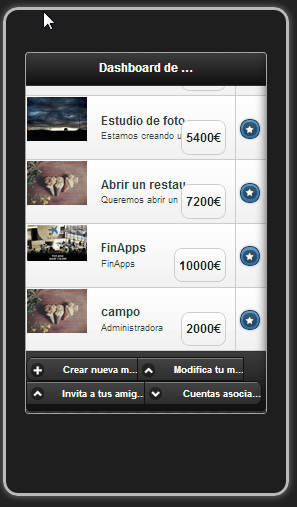 Dashboard de ...
Estudio de foto
Estamos creando u
5400€
Abrir un restau
Queremos abrir un
7200€
FinApps
FinApps
10000€
campo
Administradora
2000€
Crear nueva m...
Modifica tu m...
Invita a tus amig...
Cuentas asocia...